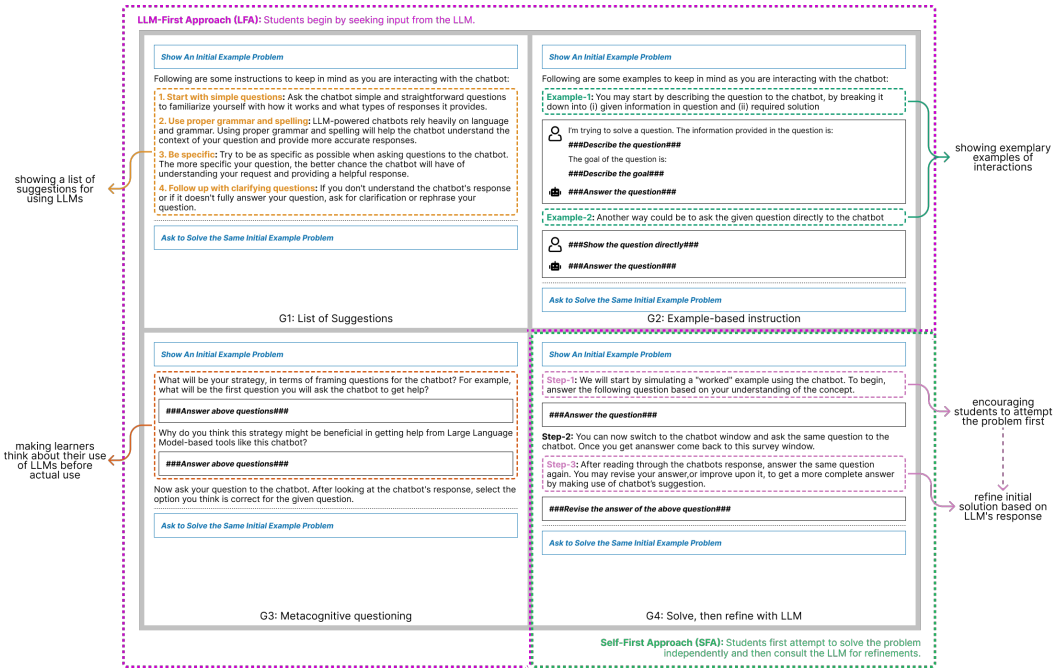 LLM-First Approach (LFA): Students begin by seeking input from the LLM.
Show An Initial Example Problem
Following are some instructions to keep in mind as you are interacting with the chatbot:
1. Start with simple questions: Ask the chatbot simple and straightforward questions
to familiarize yourself with how it works and what types of responses it provides.
2. Use proper grammar and spelling: LLM-powered chatbots rely heavily on language
and grammar. Using proper grammar and spelling will help the chatbot understand the
context of your question and provide more accurate responses.
3. Be specific: Try to be as specific as possible when asking questions to the chatbot.
The more specific your question, the better chance the chatbot will have of
understanding your request and providing a helpful response.
4. Follow up with clarifying questions: If you don't understand the chatbot's response
or if it doesn't fully answer your question, ask for clarification or rephrase your
question.
Ask to Solve the Same Initial Example Problem
G1: List of Suggestions
showing a list of
suggestions for
using LLMs
Show An Initial Example Problem
Following are some examples to keep in mind as you are interacting with the chatbot:
Example-1: You may start by describing the question to the chatbot, by breaking it
down into (i) given information in question and (ii) required solution
I'm trying to solve a question. The information provided in the question is:
###Describe the question###
The goal of the question is:
###Describe the goal###
###Answer the question###
Example-2: Another way could be to ask the given question directly to the chatbot
###Show the question directly###
###Answer the question###
Ask to Solve the Same Initial Example Problem
G2: Example-based instruction
showing exemplary
examples of
interactions
Show An Initial Example Problem
What will be your strategy, in terms of framing questions for the chatbot? For example,
what will be the first question you will ask the chatbot to get help?
###Answer above questions###
Why do you think this strategy might be beneficial in getting help from Large Language
Model-based tools like this chatbot?
###Answer above questions###
Now ask your question to the chatbot. After looking at the chatbot's response, select the
option you think is correct for the given question.
Ask to Solve the Same Initial Example Problem
G3: Metacognitive questioning
making learners
think about their use
of LLMs before
actual use
Show An Initial Example Problem
Step-1: We will start by simulating a "worked" example using the chatbot. To begin,
answer the following question based on your understanding of the concept.
###Answer the question###
Step-2: You can now switch to the chatbot window and ask the same question to the
chatbot. Once you get ananswer come back to this survey window.
Step-3: After reading through the chatbots response, answer the same question
again. You may revise your answer,or improve upon it, to get a more complete answer
by making use of chatbot's suggestion.
###Revise the answer of the above question###
Ask to Solve the Same Initial Example Problem
G4: Solve, then refine with LLM
encouraging
students to attempt
the problem first
refine initial
solution based on
LLM's response
Self-First Approach (SFA): Students first attempt to solve the problem
independently and then consult the LLM for refinements.